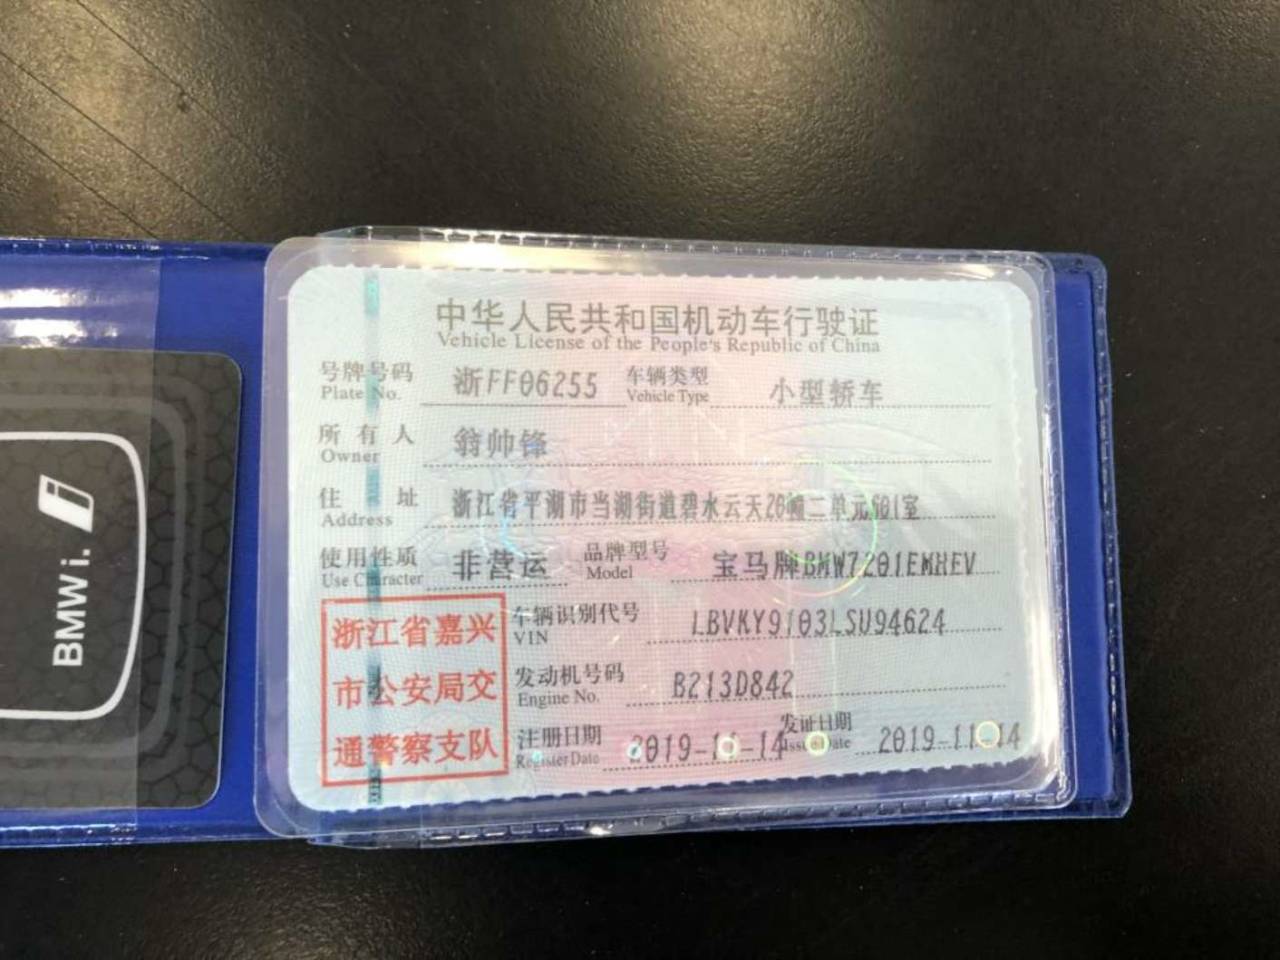 中华人民共和国机动车行驶证
Vehicle License of the People's Republic of China
号牌号码 浙FF06255 车辆类型 小型轿车
Plate No. Vehicle Type
所有人 翁帅锋
Owner
住址 浙江省平湖市当湖街道碧水云天20幢二单元601室
Address
使用性质 非营运 品牌型号 宝马牌BMW7201EMHEV
Use Character Model
车辆识别代号 LBVKY9103LSU94624
VIN
发动机号码 B213D842
Engine No.
注册日期 2019-11-14 发证日期 2019-11-14
Register Date Issue Date
浙江省嘉兴
市公安局交
通警察支队
BMW i.